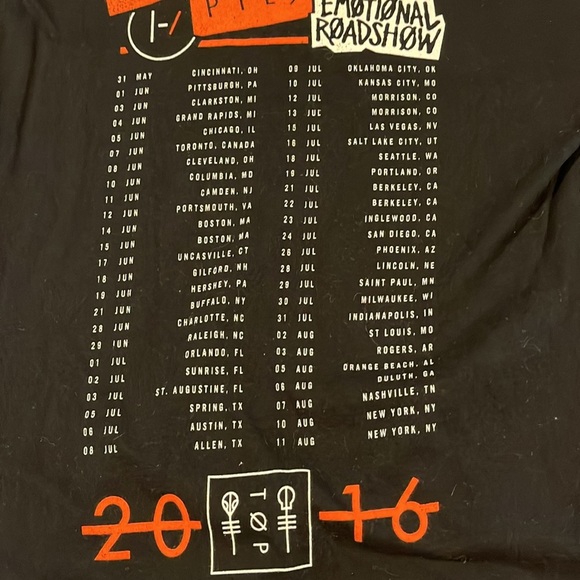 PILØ
EMØTIØNAL
RØADSHØW
31 MAY CINCINNATI, OH
01 JUN PITTSBURGH, PA
03 JUN CLARKSTON, MI
04 JUN GRAND RAPIDS, MI
05 JUN CHICAGO, IL
07 JUN TORONTO, CANADA
08 JUN CLEVELAND, OH
10 JUN COLUMBIA, MD
11 JUN CAMDEN, NJ
12 JUN PORTSMOUTH, VA
14 JUN BOSTON, MA
15 JUN BOSTON, MA
17 JUN UNCASVILLE, CT
18 JUN GILFORD, NH
19 JUN HERSHEY, PA
21 JUN BUFFALO, NY
28 JUN CHARLOTTE, NC
29 JUN RALEIGH, NC
01 JUL ORLANDO, FL
02 JUL SUNRISE, FL
03 JUL ST. AUGUSTINE, FL
05 JUL SPRING, TX
06 JUL AUSTIN, TX
08 JUL ALLEN, TX
09 JUL OKLAHOMA CITY, OK
10 JUL KANSAS CITY, MO
12 JUL MORRISON, CO
13 JUL MORRISON, CO
15 JUL LAS VEGAS, NV
16 JUL SALT LAKE CITY, UT
18 JUL SEATTLE, WA
19 JUL PORTLAND, OR
21 JUL BERKELEY, CA
22 JUL BERKELEY, CA
23 JUL INGLEWOOD, CA
24 JUL SAN DIEGO, CA
26 JUL PHOENIX, AZ
28 JUL LINCOLN, NE
29 JUL SAINT PAUL, MN
30 JUL MILWAUKEE, WI
31 JUL INDIANAPOLIS, IN
02 AUG ST LOUIS, MO
03 AUG ROGERS, AR
05 AUG ORANGE BEACH, AL
06 AUG DULUTH, GA
07 AUG NASHVILLE, TN
10 AUG NEW YORK, NY
11 AUG NEW YORK, NY
20 TØP 16